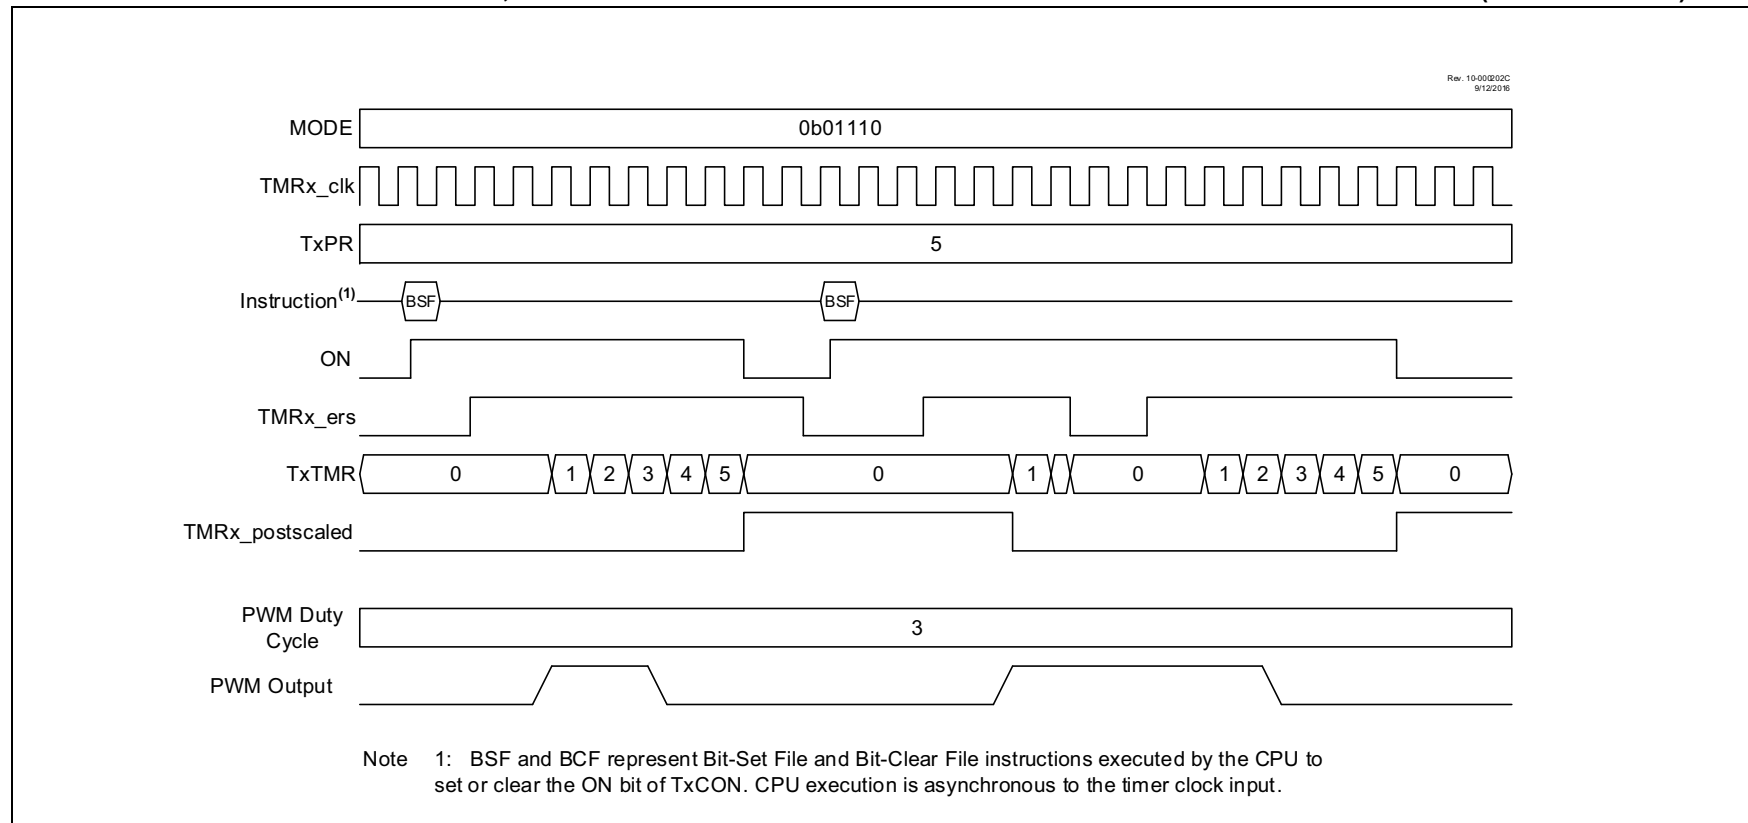 Rev. 10-000202C
9/12/2016
MODE 0b01110
TMRx_clk
TxPR 5
Instruction(1) BSF BSF
ON
TMRx_ers
TxTMR 0 1 2 3 4 5 0 1 0 1 2 3 4 5 0
TMRx_postscaled
PWM Duty
Cycle 3
PWM Output
Note 1: BSF and BCF represent Bit-Set File and Bit-Clear File instructions executed by the CPU to
set or clear the ON bit of TxCON. CPU execution is asynchronous to the timer clock input.